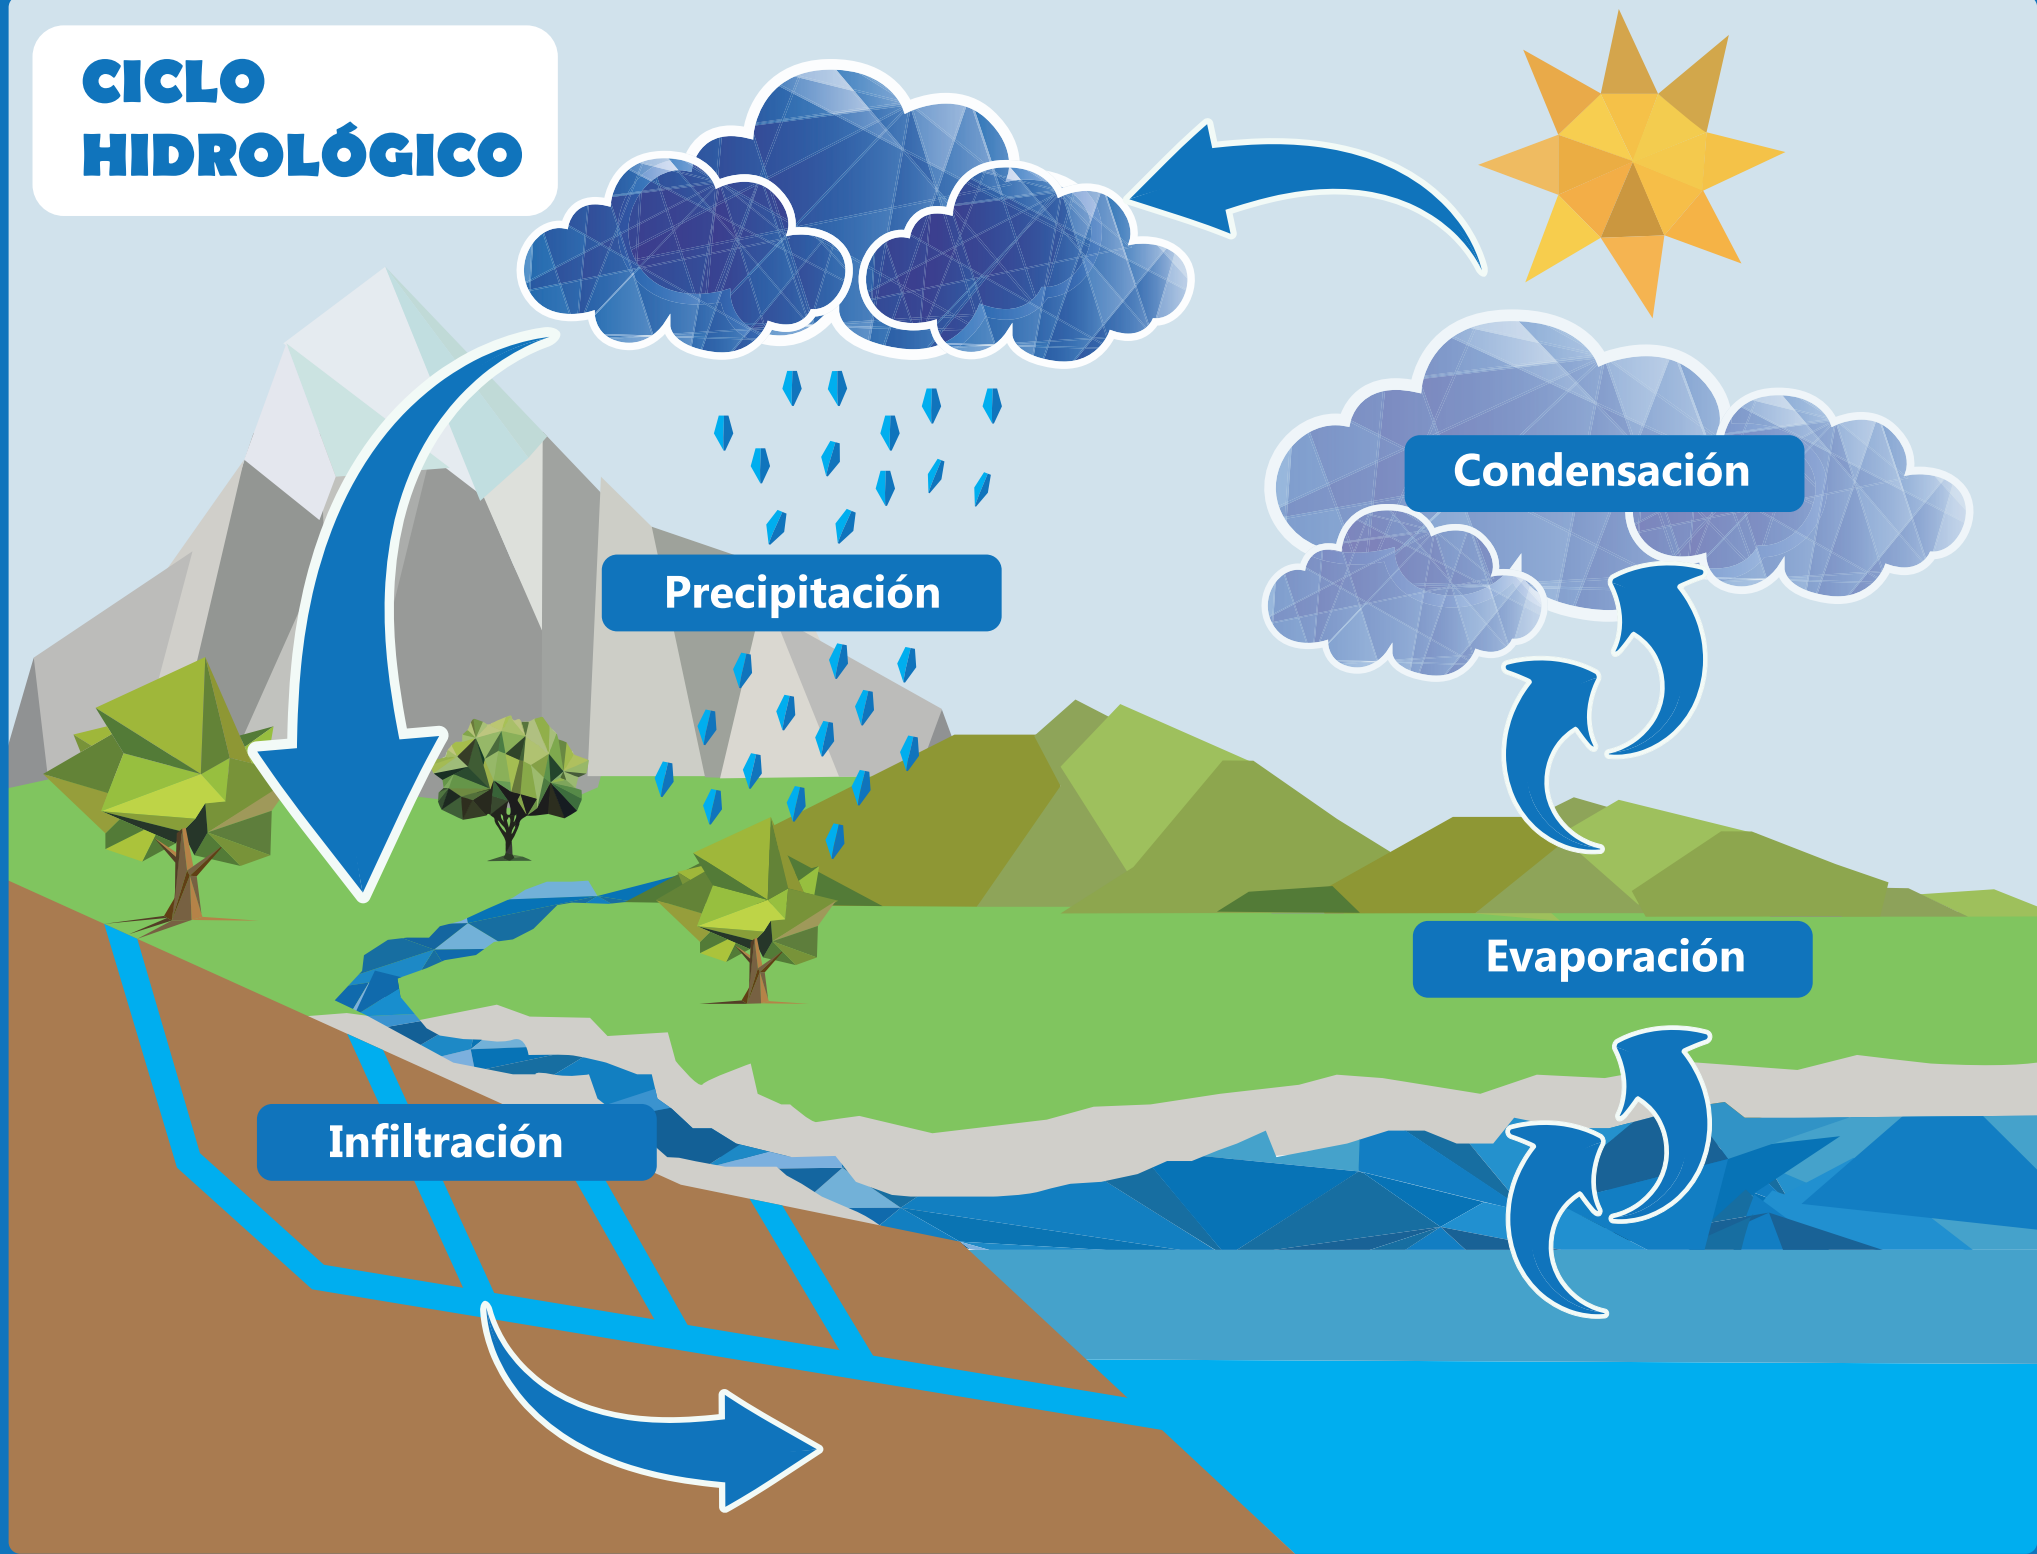 CICLO
HIDROLÓGICO
Condensación
Precipitación
Evaporación
Infiltración